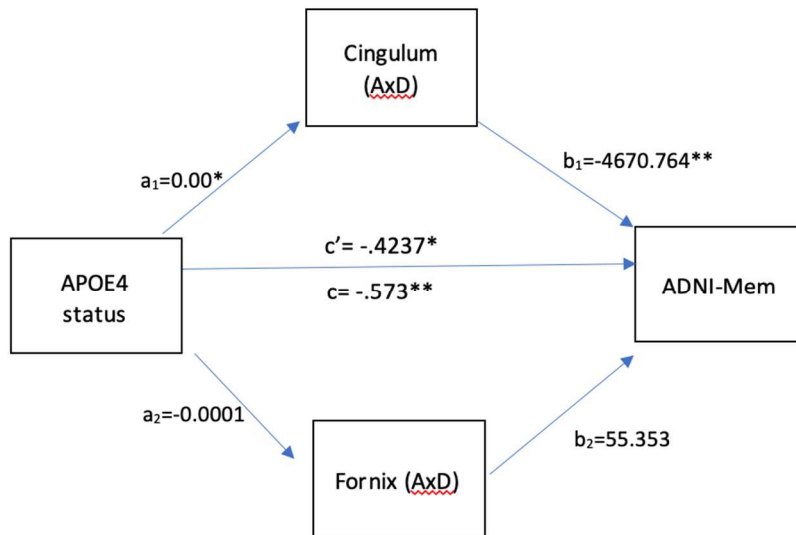 Cingulum
(AxD)
a₁=0.00*
b₁=-4670.764**
APOE4
status
c’= -.4237*
c= -.573**
ADNI-Mem
a₂=-0.0001
b₂=55.353
Fornix (AxD)